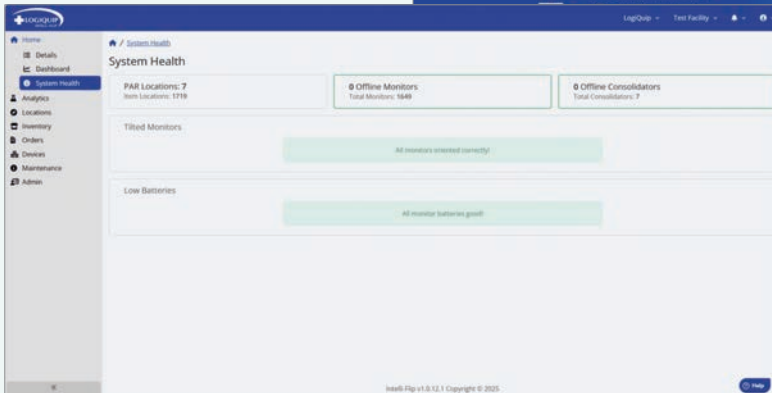 LOGIQUIP
LogiQuip
Test Facility
Home
/ System Health
Details
Dashboard
System Health
Analytics
Locations
Inventory
Orders
Devices
Maintenance
Admin
System Health
PAR Locations: 7
Item Locations: 1719
0 Offline Monitors
Total Monitors: 1649
0 Offline Consolidators
Total Consolidators: 7
Tilted Monitors
All monitors oriented correctly!
Low Batteries
All monitor batteries good!
Intelli-Flip v1.0.12.1 Copyright © 2025
Help